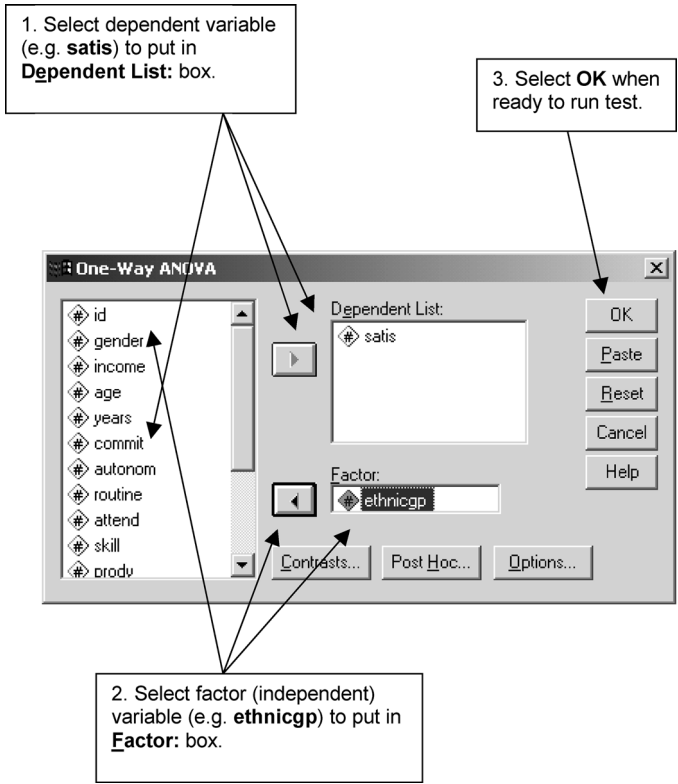 1. Select dependent variable
(e.g. satis) to put in
Dependent List: box.
3. Select OK when
ready to run test.
One-Way ANOVA
id
gender
income
age
years
commit
autonom
routine
attend
skill
prody
Dependent List:
satis
Factor:
ethnicgp
Contrasts...
Post Hoc...
Options...
OK
Paste
Reset
Cancel
Help
2. Select factor (independent)
variable (e.g. ethnicgp) to put in
Factor: box.